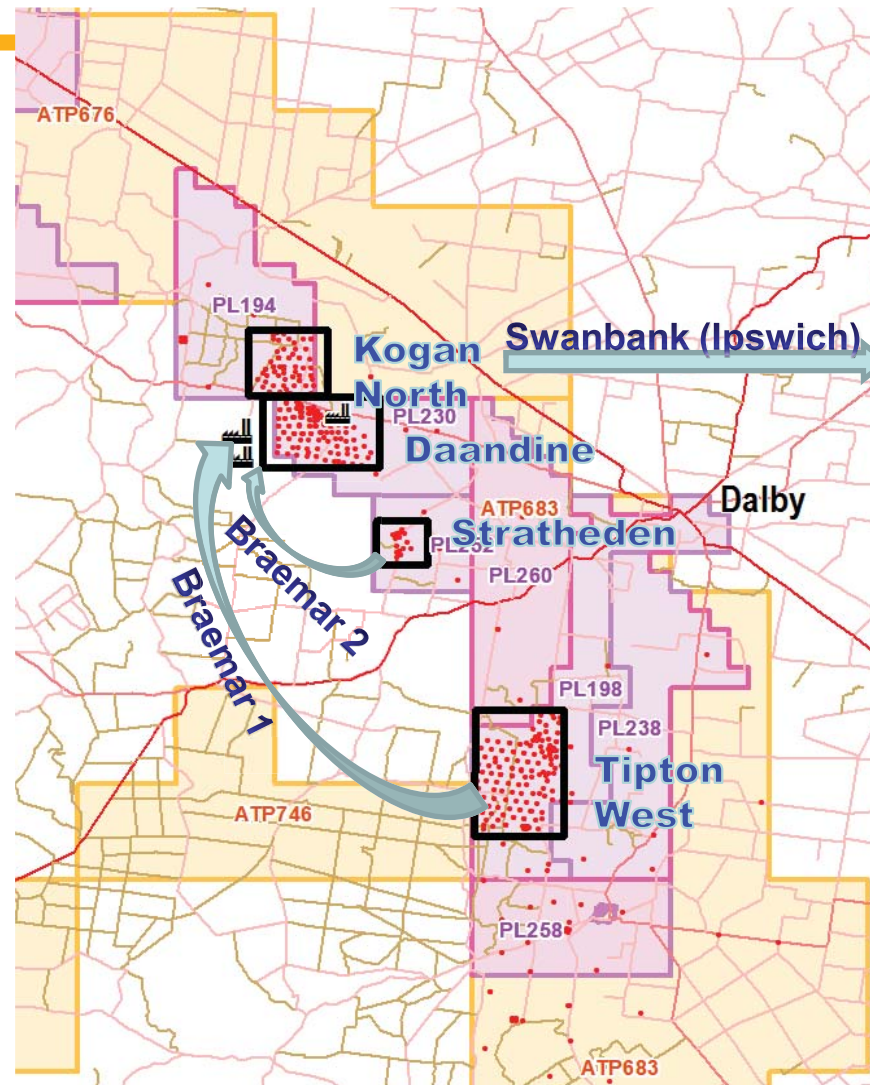 ATP676
PL194
Swanbank (Ipswich)
Kogan
North
PL230
Daandine
ATP683
Dalby
Stratheden
PL260
Braemar 2
Braemar 1
PL198
PL238
Tipton
West
ATP746
PL258
ATP683